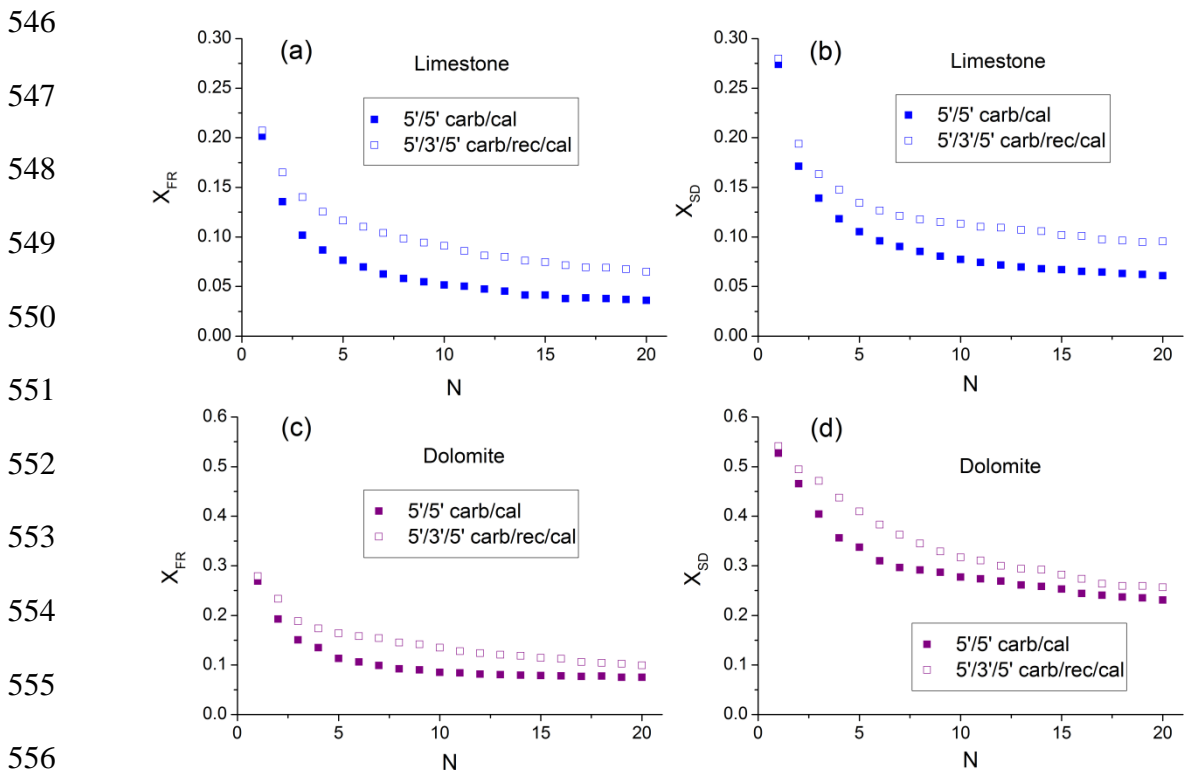 546
547
548
549
550
551
552
553
554
555
556
(a)
Limestone
5'/5' carb/cal
5'/3'/5' carb/rec/cal
X_FR
0.30
0.25
0.20
0.15
0.10
0.05
0.00
0 5 10 15 20
N
(b)
Limestone
5'/5' carb/cal
5'/3'/5' carb/rec/cal
X_SD
0.30
0.25
0.20
0.15
0.10
0.05
0.00
0 5 10 15 20
N
(c)
Dolomite
5'/5' carb/cal
5'/3'/5' carb/rec/cal
X_FR
0.6
0.5
0.4
0.3
0.2
0.1
0.0
0 5 10 15 20
N
(d)
Dolomite
5'/5' carb/cal
5'/3'/5' carb/rec/cal
X_SD
0.6
0.5
0.4
0.3
0.2
0.1
0.0
0 5 10 15 20
N